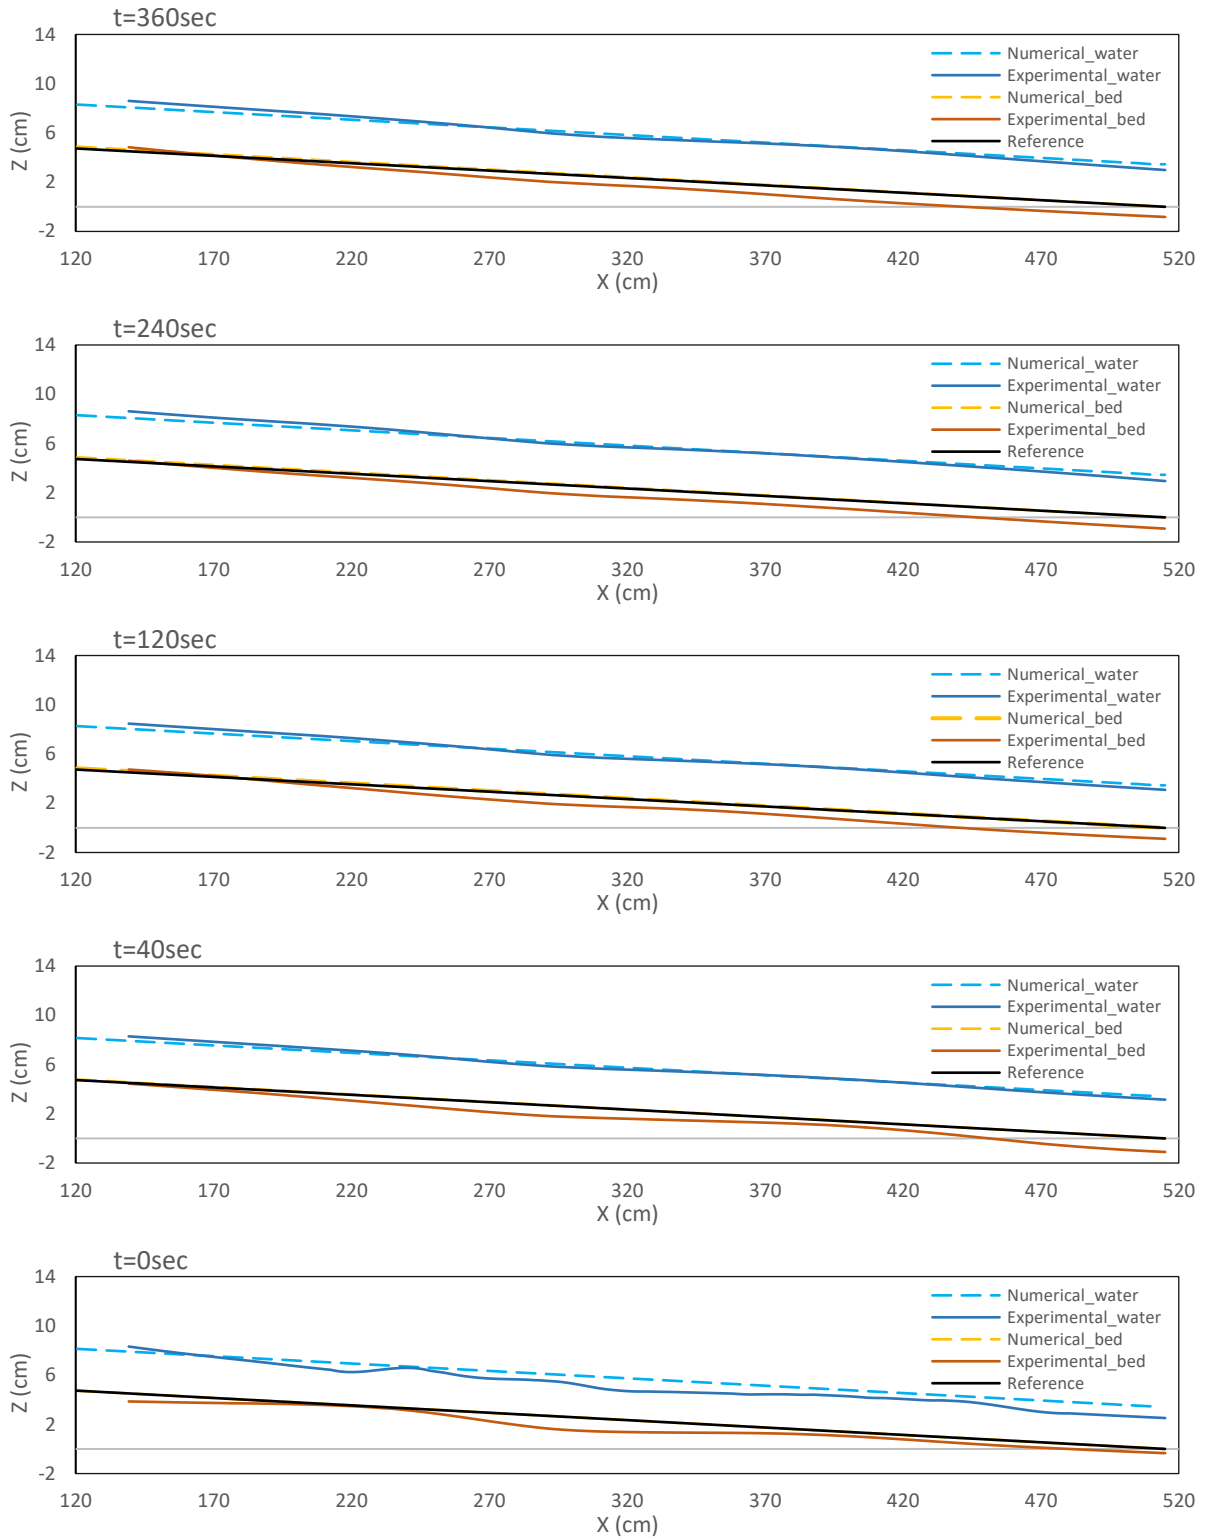 t=360sec
14
10
6
2
-2
Z (cm)
Numerical_water
Experimental_water
Numerical_bed
Experimental_bed
Reference
120 170 220 270 320 370 420 470 520
X (cm)
t=240sec
14
10
6
2
-2
Z (cm)
Numerical_water
Experimental_water
Numerical_bed
Experimental_bed
Reference
120 170 220 270 320 370 420 470 520
X (cm)
t=120sec
14
10
6
2
-2
Z (cm)
Numerical_water
Experimental_water
Numerical_bed
Experimental_bed
Reference
120 170 220 270 320 370 420 470 520
X (cm)
t=40sec
14
10
6
2
-2
Z (cm)
Numerical_water
Experimental_water
Numerical_bed
Experimental_bed
Reference
120 170 220 270 320 370 420 470 520
X (cm)
t=0sec
14
10
6
2
-2
Z (cm)
Numerical_water
Experimental_water
Numerical_bed
Experimental_bed
Reference
120 170 220 270 320 370 420 470 520
X (cm)